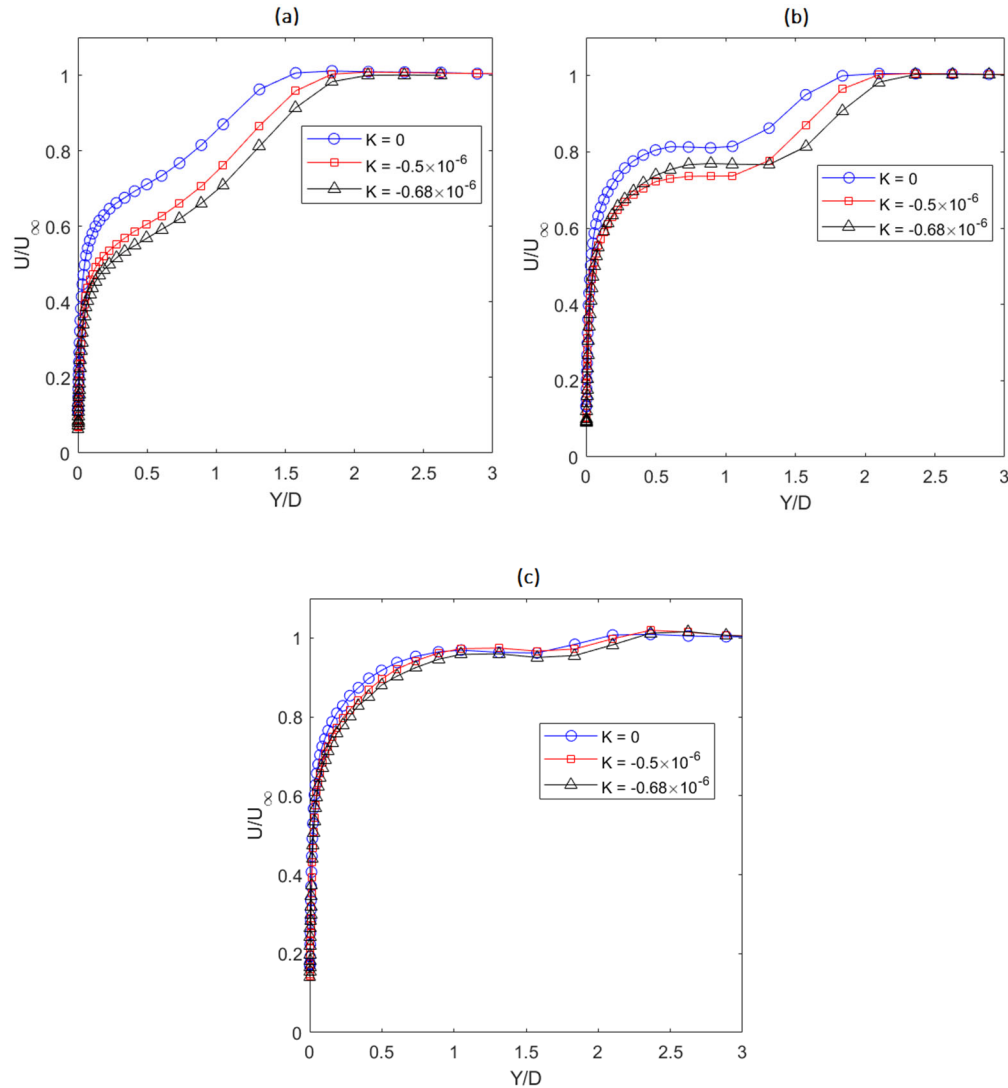 (a)
U/U∞
1
0.8
0.6
0.4
0.2
0
0 0.5 1 1.5 2 2.5 3
Y/D
K = 0
K = -0.5×10-6
K = -0.68×10-6
(b)
U/U∞
1
0.8
0.6
0.4
0.2
0
0 0.5 1 1.5 2 2.5 3
Y/D
K = 0
K = -0.5×10-6
K = -0.68×10-6
(c)
U/U∞
1
0.8
0.6
0.4
0.2
0
0 0.5 1 1.5 2 2.5 3
Y/D
K = 0
K = -0.5×10-6
K = -0.68×10-6